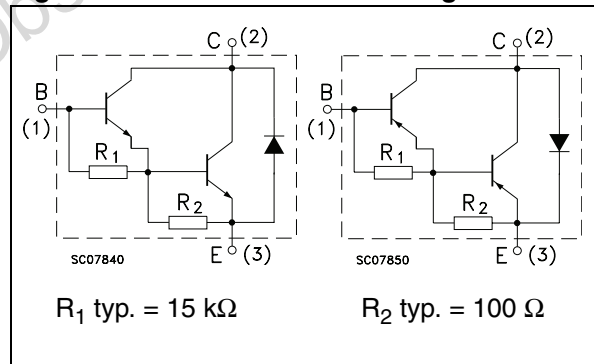 C (2)
B
(1)
R1
R2
E (3)
SC07840
C (2)
B
(1)
R1
R2
E (3)
SC07850
R1 typ. = 15 kΩ
R2 typ. = 100 Ω